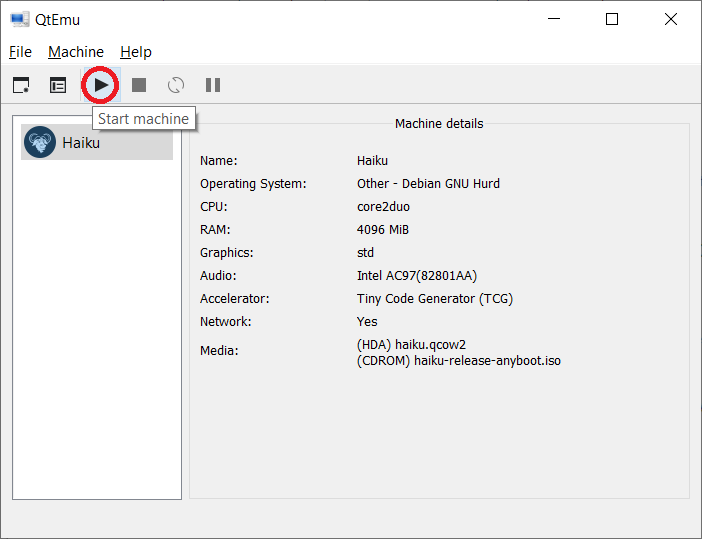 QtEmu
File Machine Help
Start machine
Haiku
Machine details
Name: Haiku
Operating System: Other - Debian GNU Hurd
CPU: core2duo
RAM: 4096 MiB
Graphics: std
Audio: Intel AC97(82801AA)
Accelerator: Tiny Code Generator (TCG)
Network: Yes
Media: (HDA) haiku.qcow2
(CDROM) haiku-release-anyboot.iso